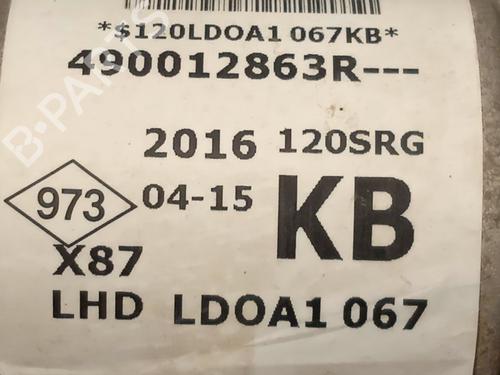 *$120LDOA1 067KB*
490012863R---
2016 120SRG
973 04-15 KB
X87
LHD LDOA1 067
B-PARTS